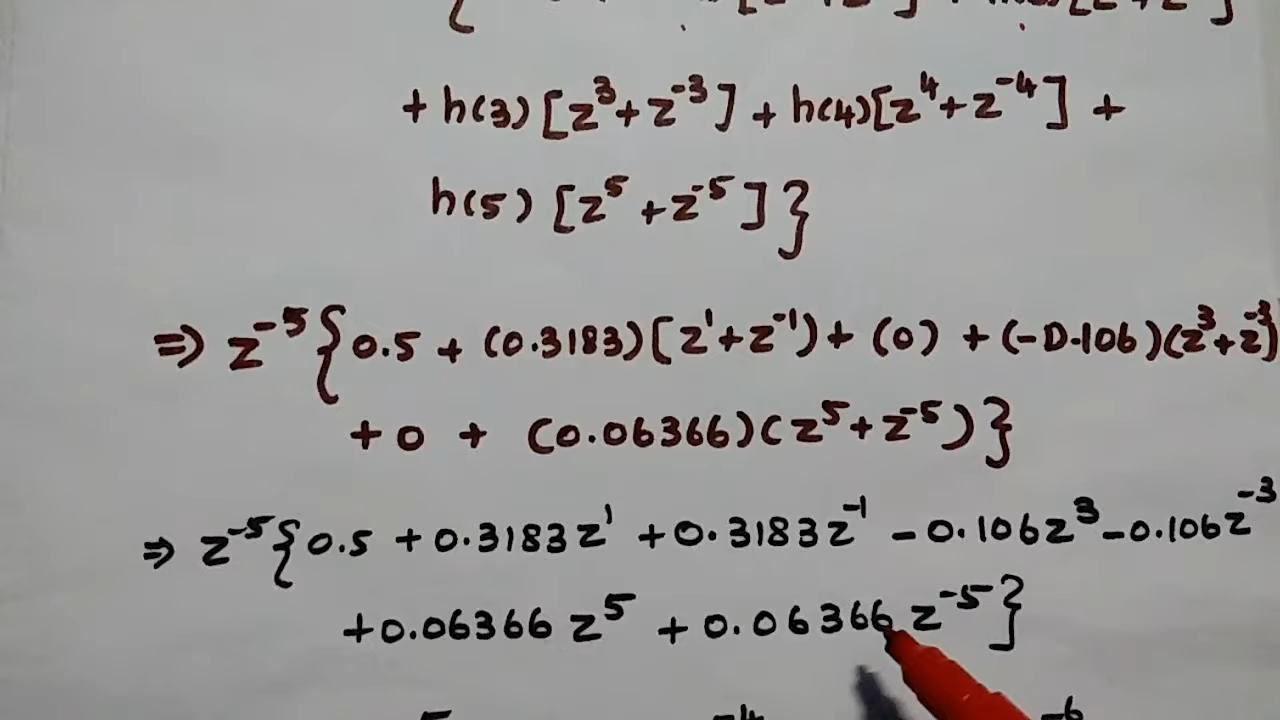 + h(3) [z³ + z⁻³] + h(4)[z⁴ + z⁻⁴] +
h(5) [z⁵ + z⁻⁵] }
⇒ z⁻⁵ { 0.5 + (0.3183) [z¹ + z⁻¹) + (0) + (-0.106)(z³ + z⁻³)
+ 0 + (0.06366)(z⁵ + z⁻⁵) }
⇒ z⁻⁵ { 0.5 + 0.3183 z¹ + 0.3183 z⁻¹ - 0.106 z³ - 0.106 z⁻³
+ 0.06366 z⁵ + 0.06366 z⁻⁵ }